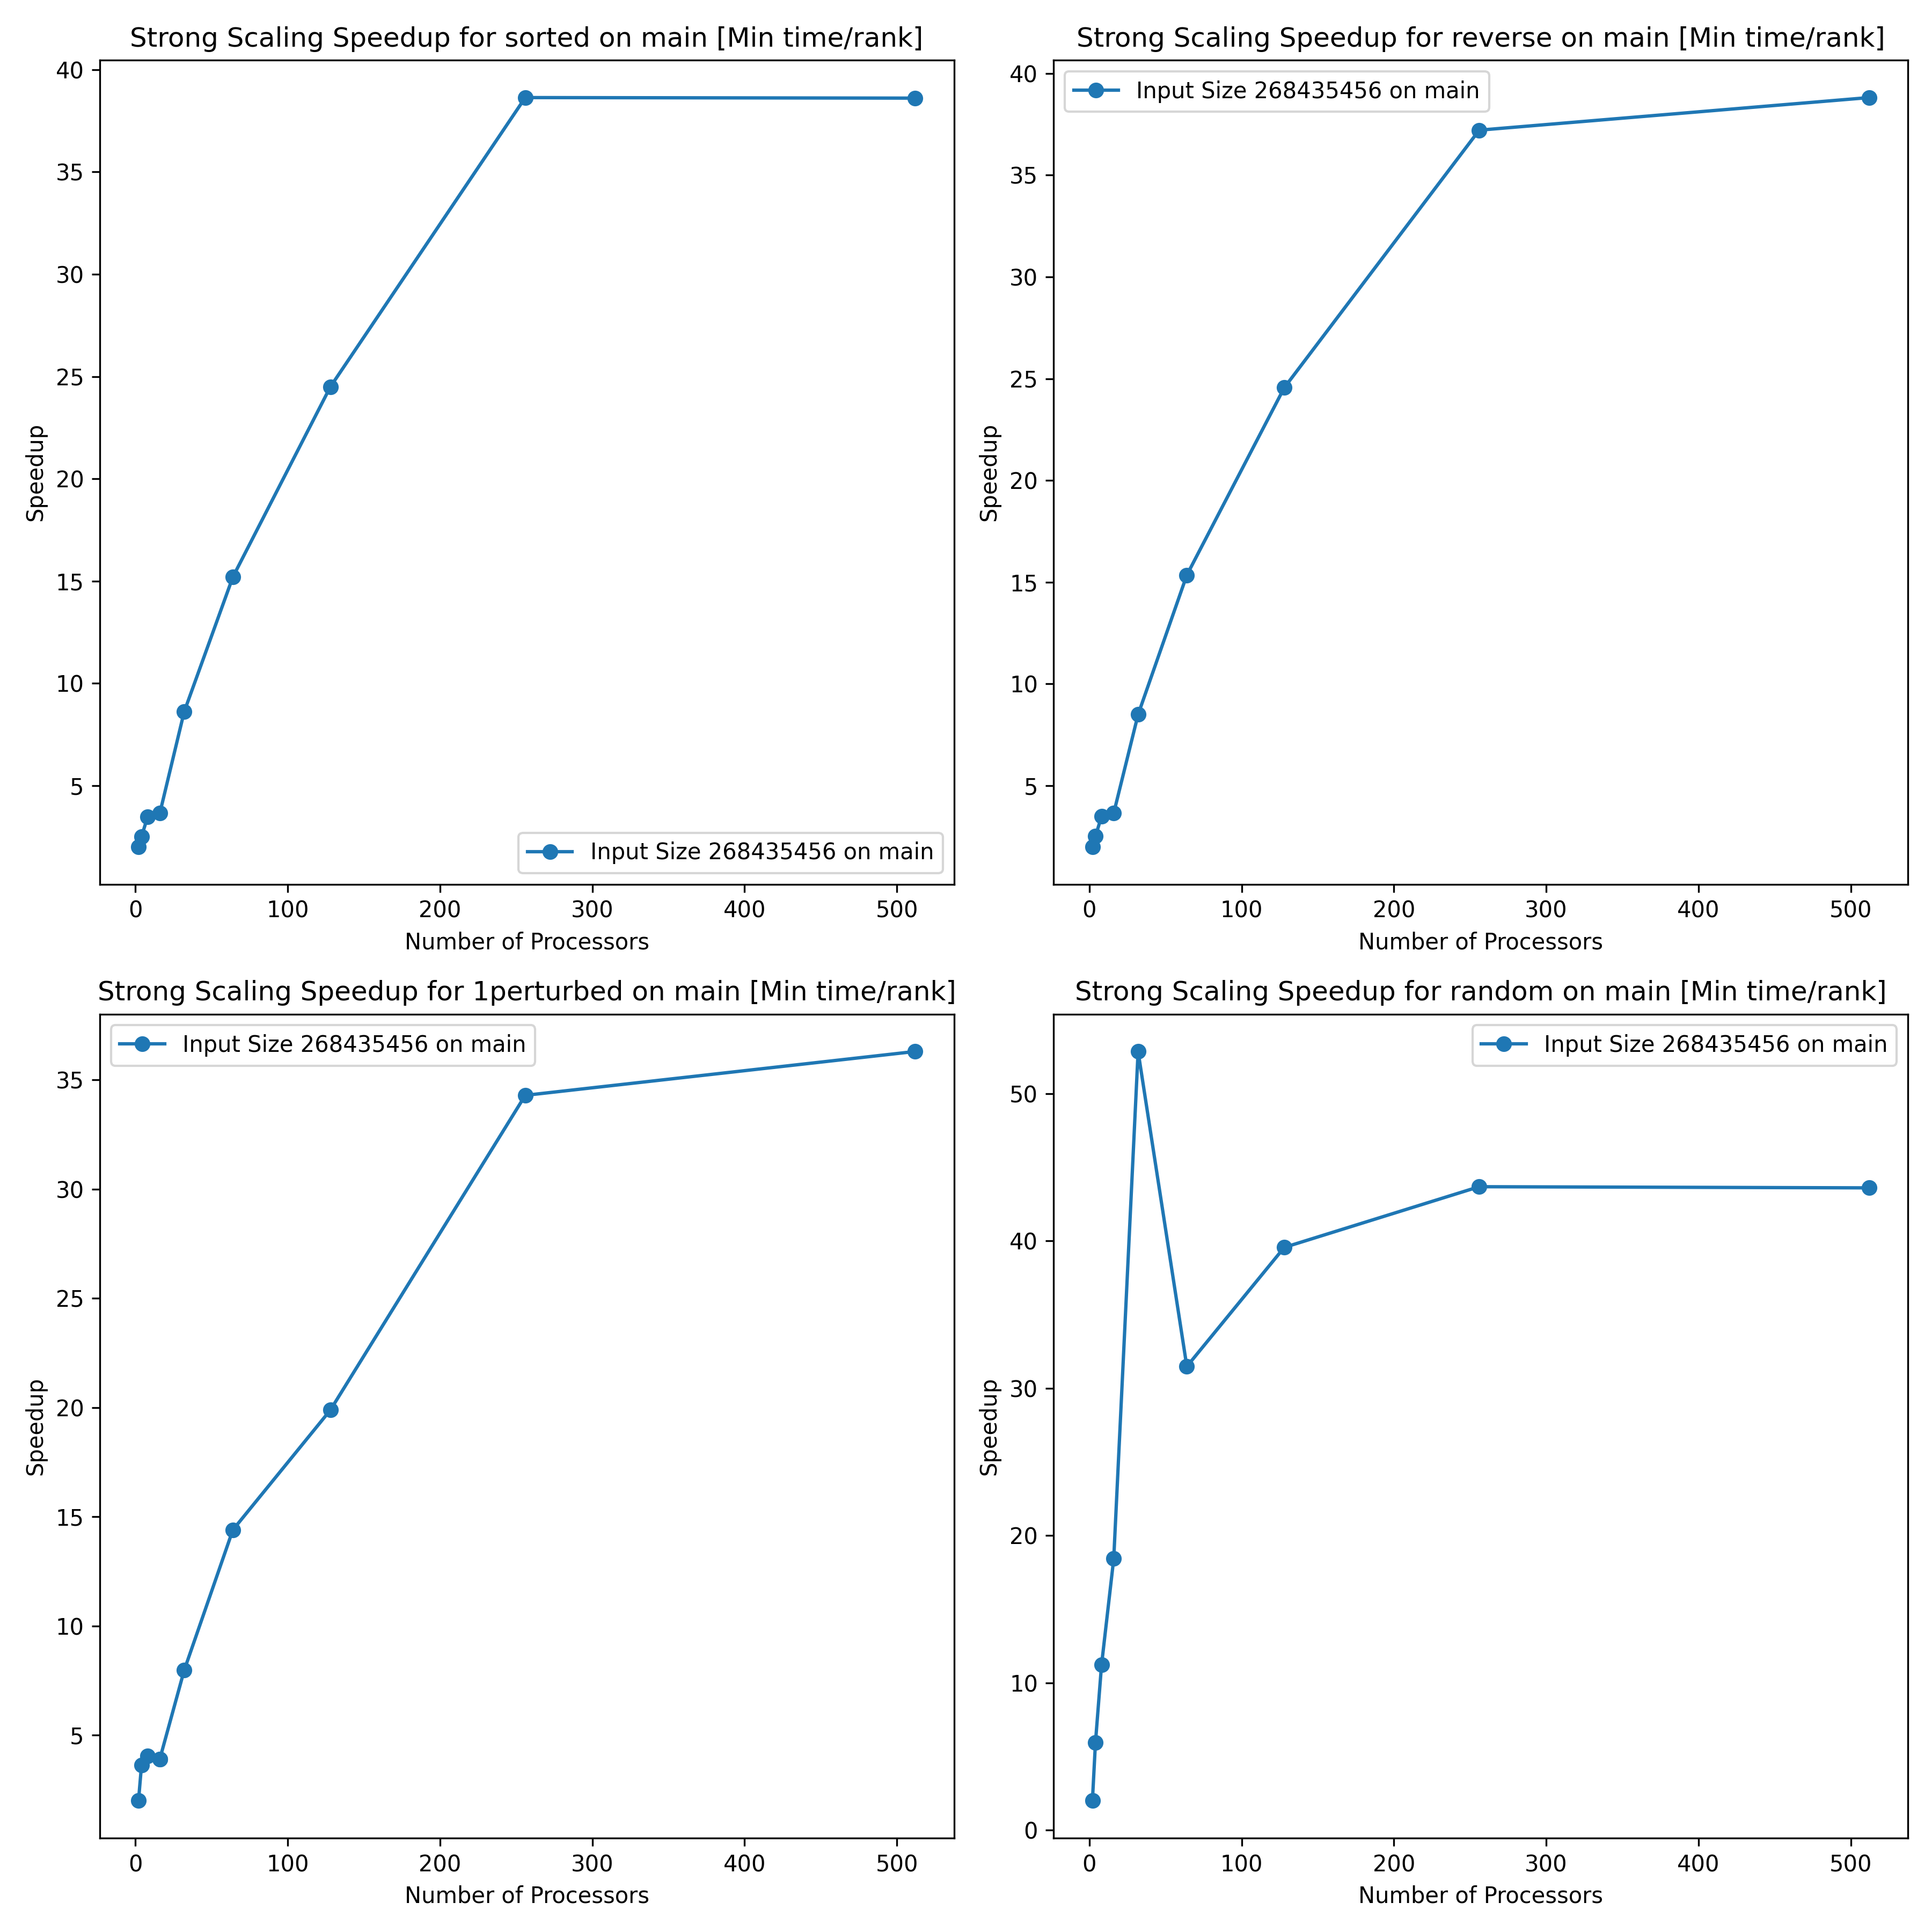 Strong Scaling Speedup for sorted on main [Min time/rank]
40
35
30
25
20
15
10
5
Speedup
Input Size 268435456 on main
0 100 200 300 400 500
Number of Processors
Strong Scaling Speedup for reverse on main [Min time/rank]
Input Size 268435456 on main
40
35
30
25
20
15
10
5
Speedup
0 100 200 300 400 500
Number of Processors
Strong Scaling Speedup for 1perturbed on main [Min time/rank]
Input Size 268435456 on main
35
30
25
20
15
10
5
Speedup
0 100 200 300 400 500
Number of Processors
Strong Scaling Speedup for random on main [Min time/rank]
Input Size 268435456 on main
50
40
30
20
10
0
Speedup
0 100 200 300 400 500
Number of Processors